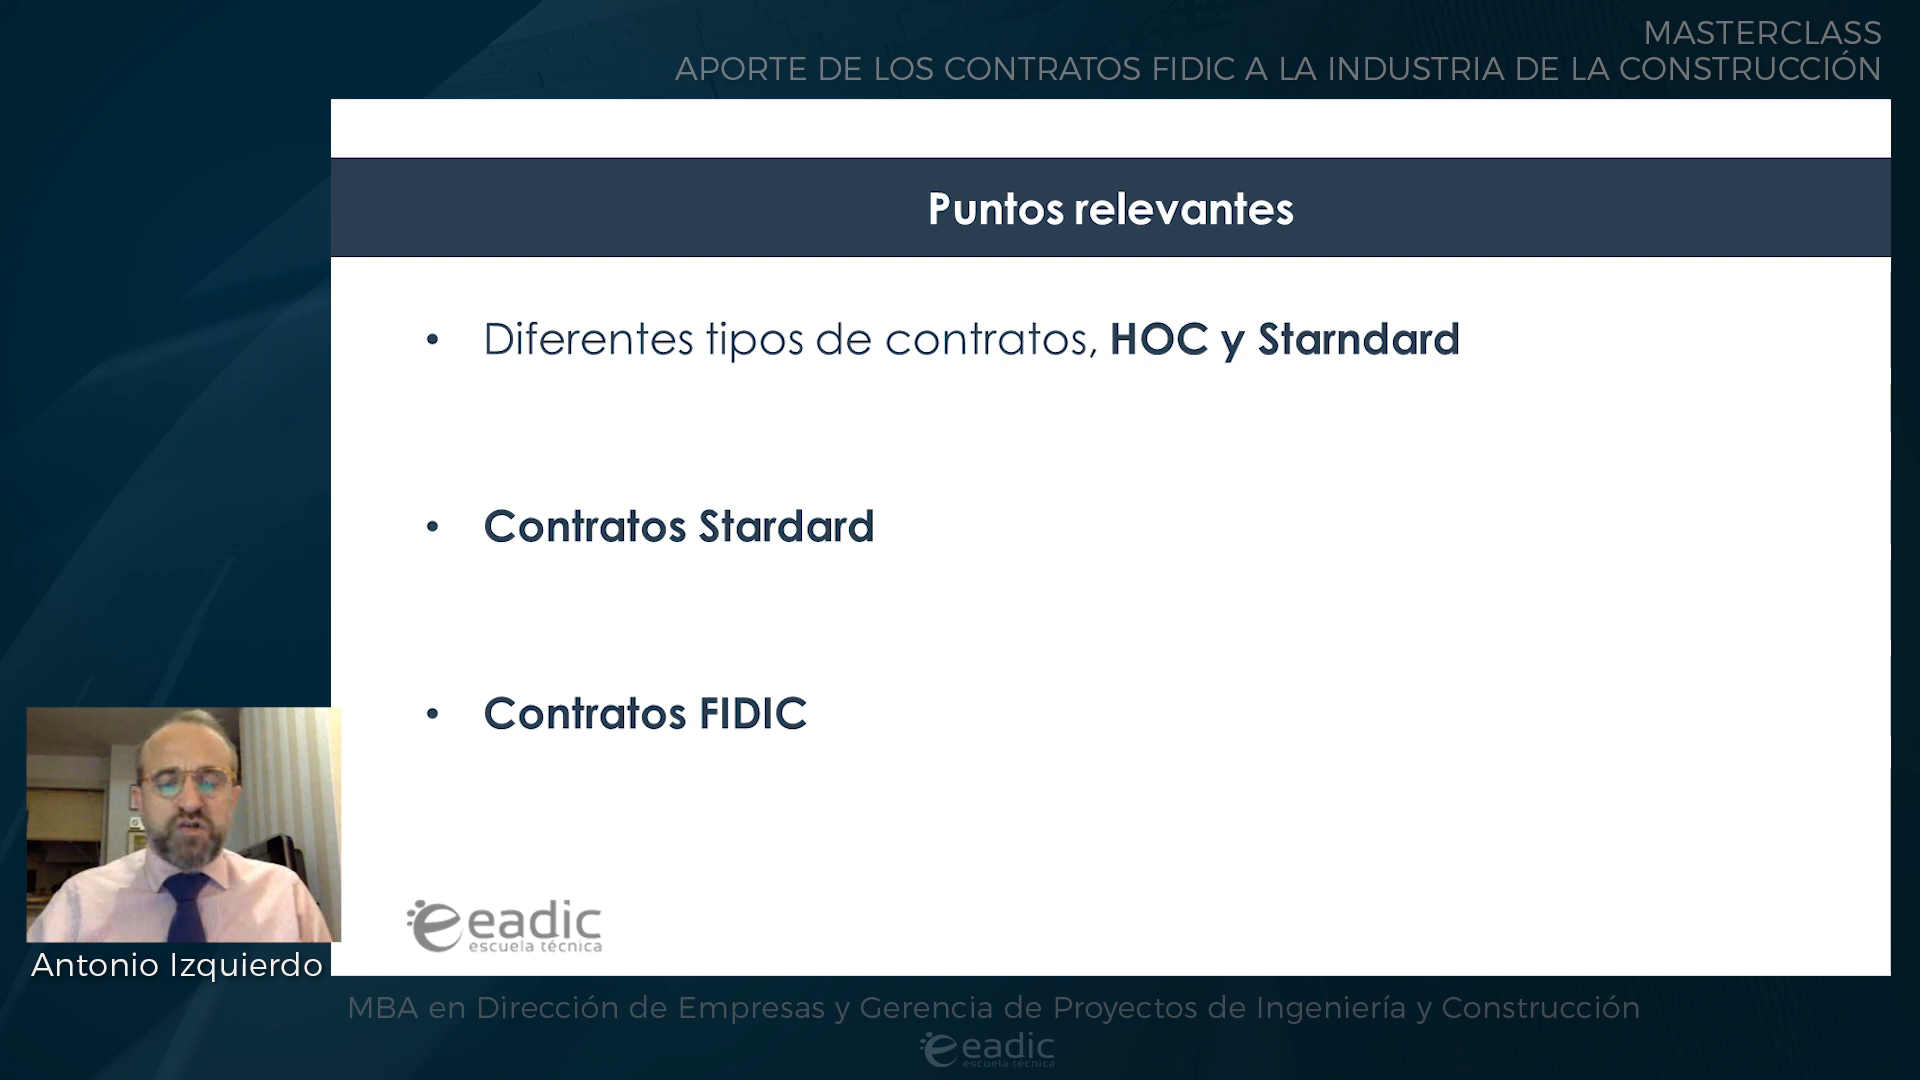 MASTERCLASS
APORTE DE LOS CONTRATOS FIDIC A LA INDUSTRIA DE LA CONSTRUCCIÓN
Puntos relevantes
• Diferentes tipos de contratos, HOC y Starndard
• Contratos Stardard
• Contratos FIDIC
eadic
escuela técnica
Antonio Izquierdo
MBA en Dirección de Empresas y Gerencia de Proyectos de Ingeniería y Construcción
eadic
escuela técnica